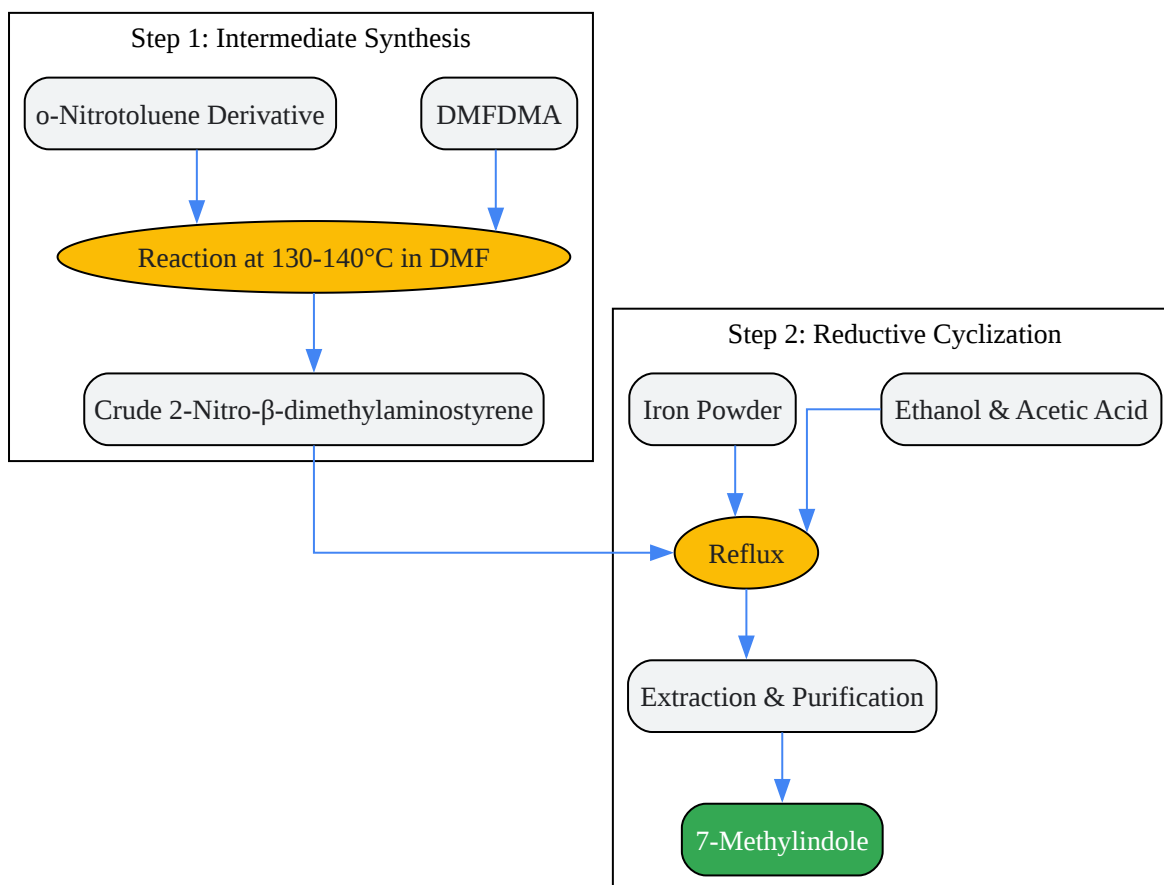 Step 1: Intermediate Synthesis
o-Nitrotoluene Derivative
DMFDMA
Reaction at 130-140°C in DMF
Crude 2-Nitro-β-dimethylaminostyrene
Step 2: Reductive Cyclization
Iron Powder
Ethanol & Acetic Acid
Reflux
Extraction & Purification
7-Methylindole